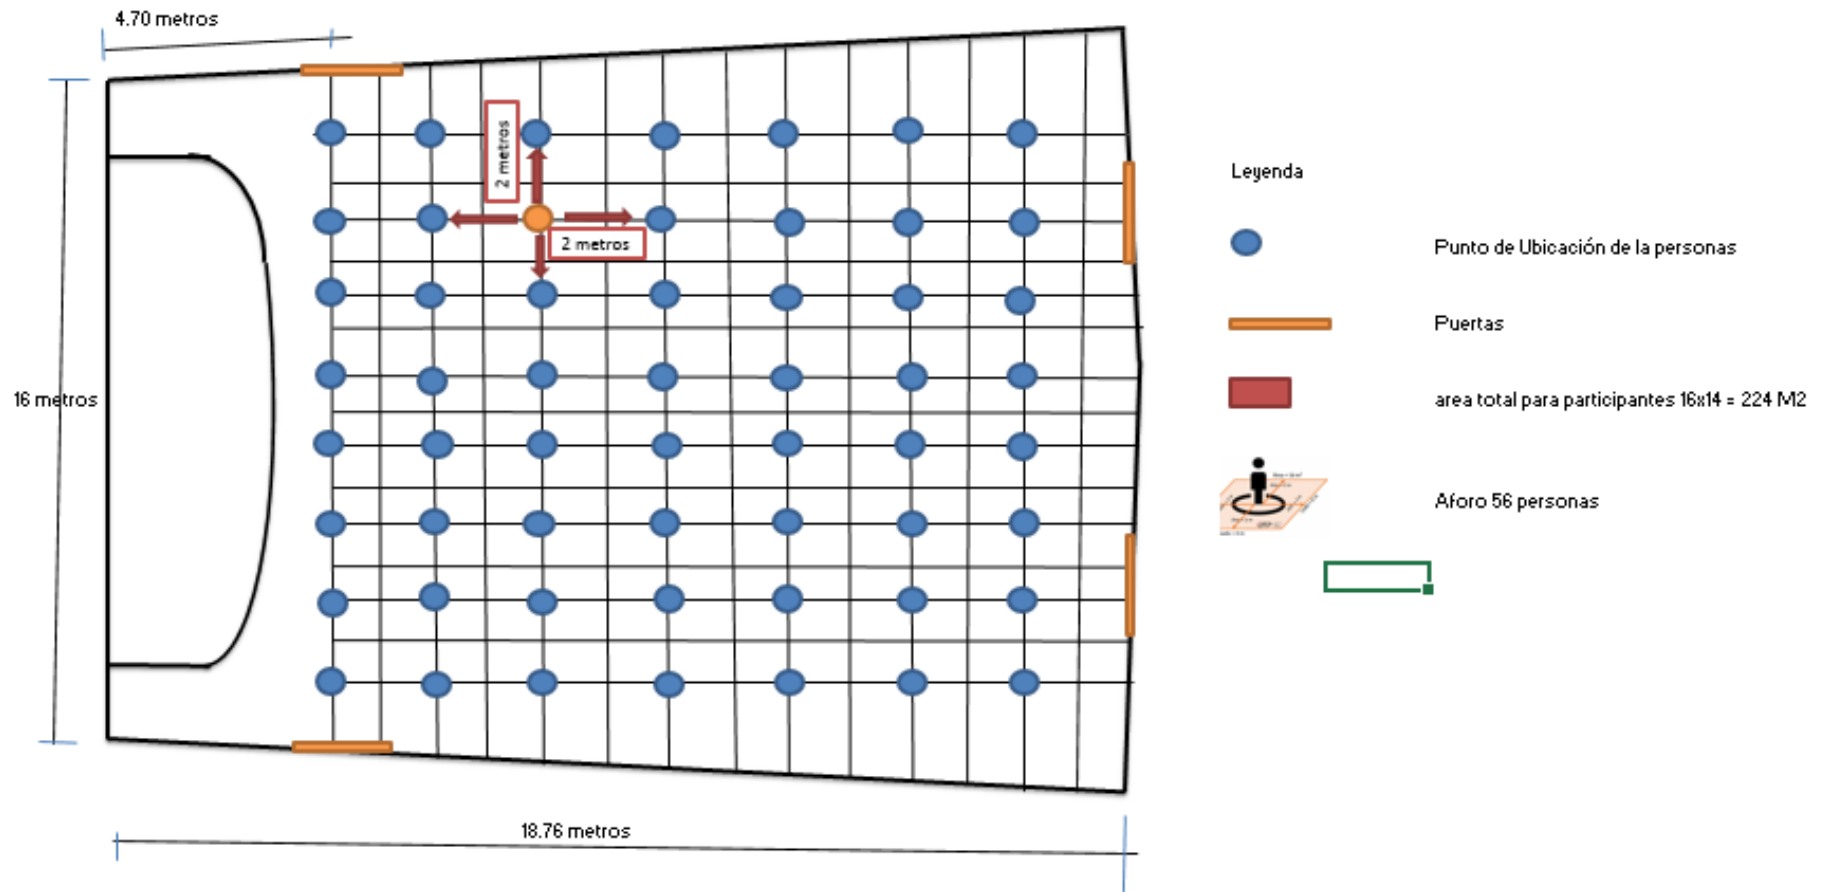 4.70 metros
2 metros
2 metros
16 metros
18.76 metros
Leyenda
Punto de Ubicación de la personas
Puertas
area total para participantes 16x14 = 224 M2
Aforo 56 personas